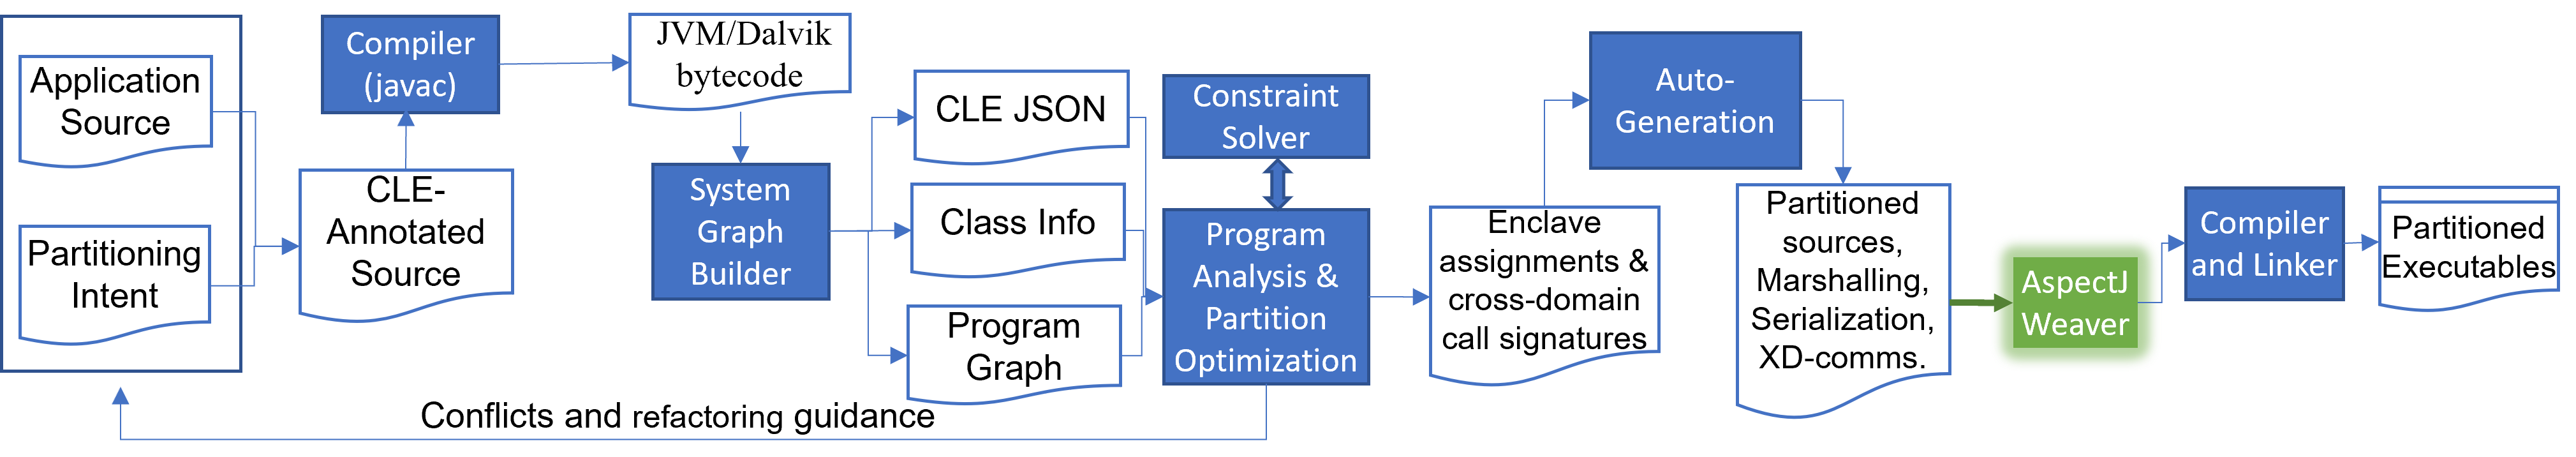 Application
Source
Partitioning
Intent
CLE-
Annotated
Source
Compiler
(javac)
JVM/Dalvik
bytecode
System
Graph
Builder
CLE JSON
Class Info
Program
Graph
Constraint
Solver
Program
Analysis &
Partition
Optimization
Conflicts and refactoring guidance
Enclave
assignments &
cross-domain
call signatures
Auto-
Generation
Partitioned
sources,
Marshalling,
Serialization,
XD-comms.
AspectJ
Weaver
Compiler
and Linker
Partitioned
Executables